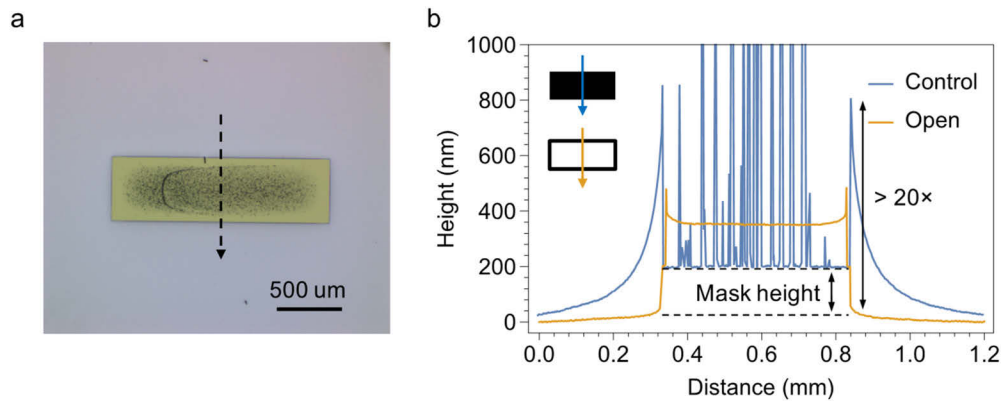 a
500 um
b
1000
800
600
400
200
0
Height (nm)
Control
Open
> 20×
Mask height
0.0
0.2
0.4
0.6
0.8
1.0
1.2
Distance (mm)